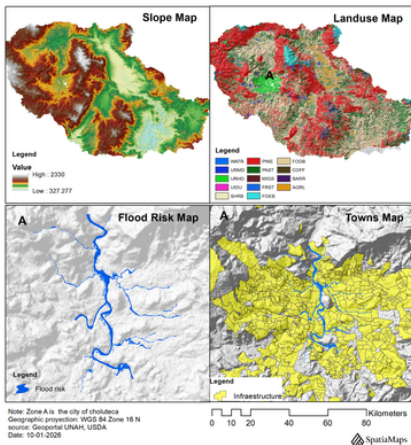 Slope Map
Legend
Value
High : 2330
Low : 327.277
Landuse Map
A
Legend
WATR
PINE
FODB
URMD
PAST
COFF
URHD
MIGS
BARR
UIDU
FRST
AGRL
SHRB
FOEB
A
Flood Risk Map
Legend
Flood risk
A
Towns Map
Legend
Infraestructure
Note: Zone A is the city of choluteca
Geographic proyection: WGS 84 Zone 16 N
source: Geoportal UNAH, USDA
Date: 10-01-2026
Kilometers
0 10 20 40 60 80
SpatiaMaps